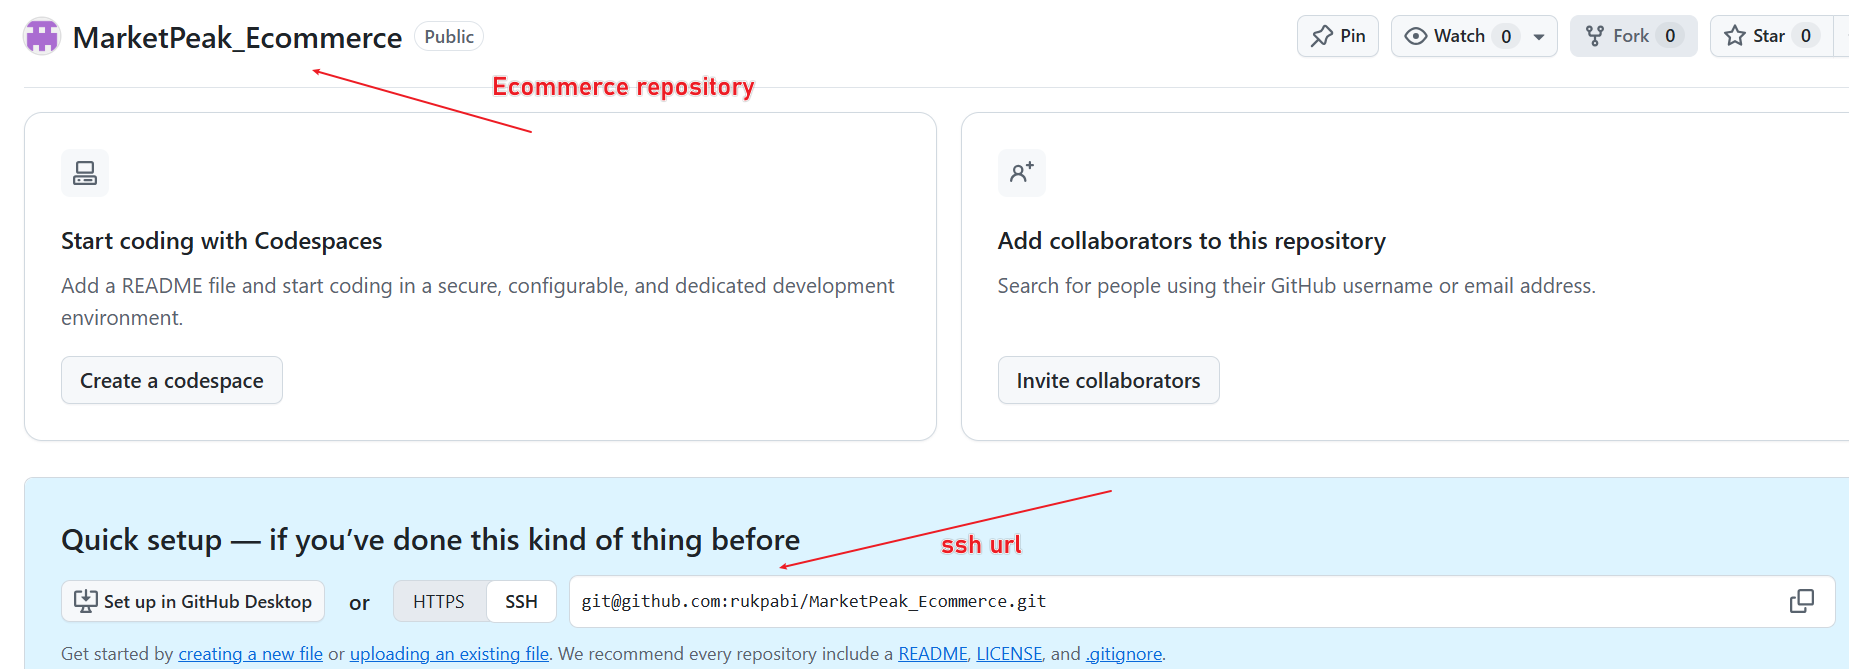 MarketPeak_Ecommerce Public
Pin
Watch 0
Fork 0
Star 0
Ecommerce repository
Start coding with Codespaces
Add a README file and start coding in a secure, configurable, and dedicated development
environment.
Create a codespace
Add collaborators to this repository
Search for people using their GitHub username or email address.
Invite collaborators
Quick setup — if you’ve done this kind of thing before
ssh url
Set up in GitHub Desktop or HTTPS SSH git@github.com:rukpabi/MarketPeak_Ecommerce.git
Get started by creating a new file or uploading an existing file. We recommend every repository include a README, LICENSE, and .gitignore.